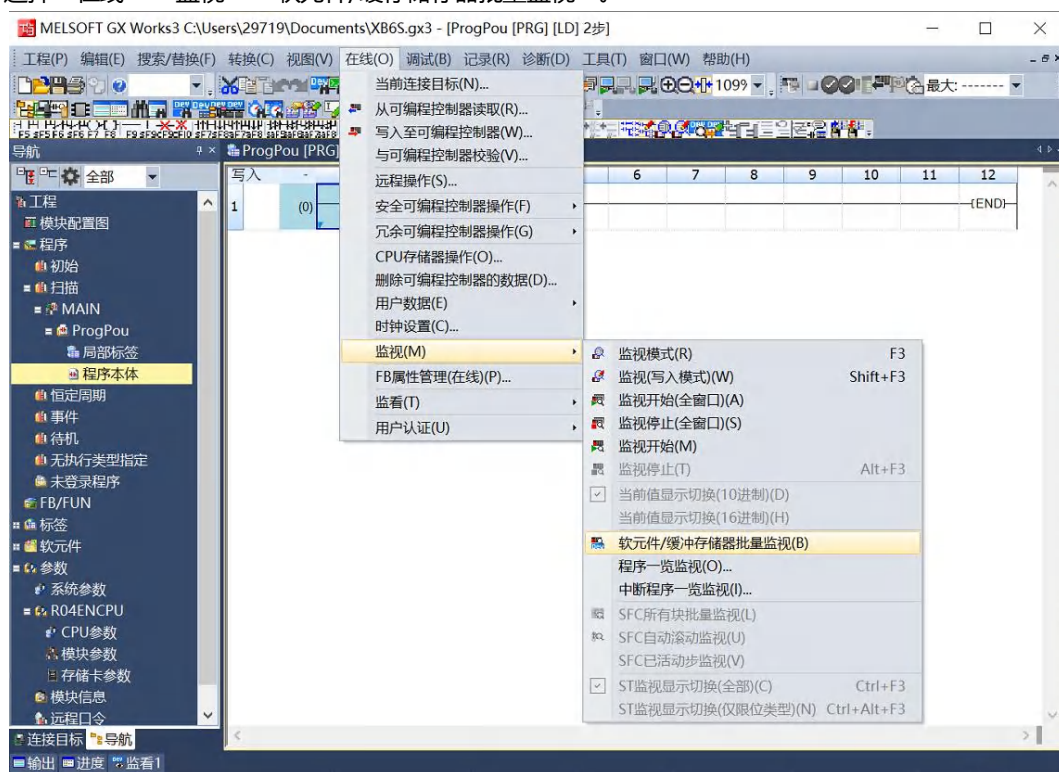 MELSOFT GX Works3 C:\Users\29719\Documents\XB6S.gx3 - [ProgPou [PRG] [LD] 2步]
工程(P) 编辑(E) 搜索/替换(F) 转换(C) 视图(V) 在线(O) 调试(B) 记录(R) 诊断(D) 工具(T) 窗口(W) 帮助(H)
109%
最大: -------
导航
ProgPou [PRG]
全部
写入
6 7 8 9 10 11 12
1 (0) [END]
工程
模块配置图
程序
初始
扫描
MAIN
ProgPou
局部标签
程序本体
恒定周期
事件
待机
无执行类型指定
未登录程序
FB/FUN
标签
软元件
参数
系统参数
R04ENCPU
CPU参数
模块参数
存储卡参数
模块信息
远程口令
连接目标 导航
输出 进度 监看1
当前连接目标(N)...
从可编程控制器读取(R)...
写入至可编程控制器(W)...
与可编程控制器校验(V)...
远程操作(S)...
安全可编程控制器操作(F)
冗余可编程控制器操作(G)
CPU存储器操作(O)...
删除可编程控制器的数据(D)...
用户数据(E)
时钟设置(C)...
监视(M)
FB属性管理(在线)(P)...
监看(T)
用户认证(U)
监视模式(R) F3
监视(写入模式)(W) Shift+F3
监视开始(全窗口)(A)
监视停止(全窗口)(S)
监视开始(M)
监视停止(T) Alt+F3
当前值显示切换(10进制)(D)
当前值显示切换(16进制)(H)
软元件/缓冲存储器批量监视(B)
程序一览监视(O)...
中断程序一览监视(I)...
SFC所有块批量监视(L)
SFC自动滚动监视(U)
SFC已活动步监视(V)
ST监视显示切换(全部)(C) Ctrl+F3
ST监视显示切换(仅限位类型)(N) Ctrl+Alt+F3